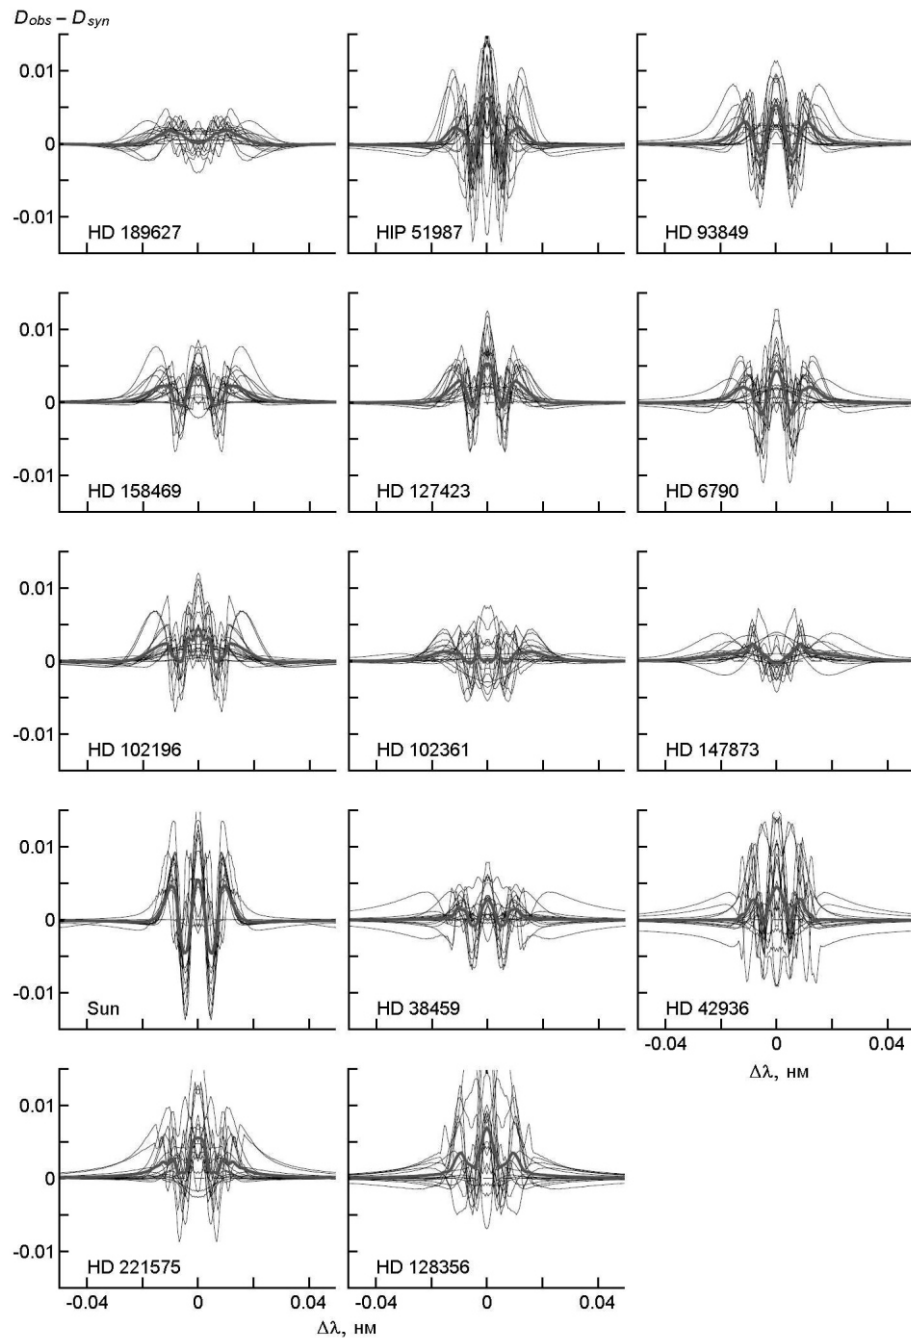 D_obs – D_syn
0.01
0
-0.01
HD 189627
HIP 51987
HD 93849
0.01
0
-0.01
HD 158469
HD 127423
HD 6790
0.01
0
-0.01
HD 102196
HD 102361
HD 147873
0.01
0
-0.01
Sun
HD 38459
HD 42936
-0.04 0 0.04
Δλ, нм
0.01
0
-0.01
HD 221575
HD 128356
-0.04 0 0.04
-0.04 0 0.04
Δλ, нм
Δλ, нм